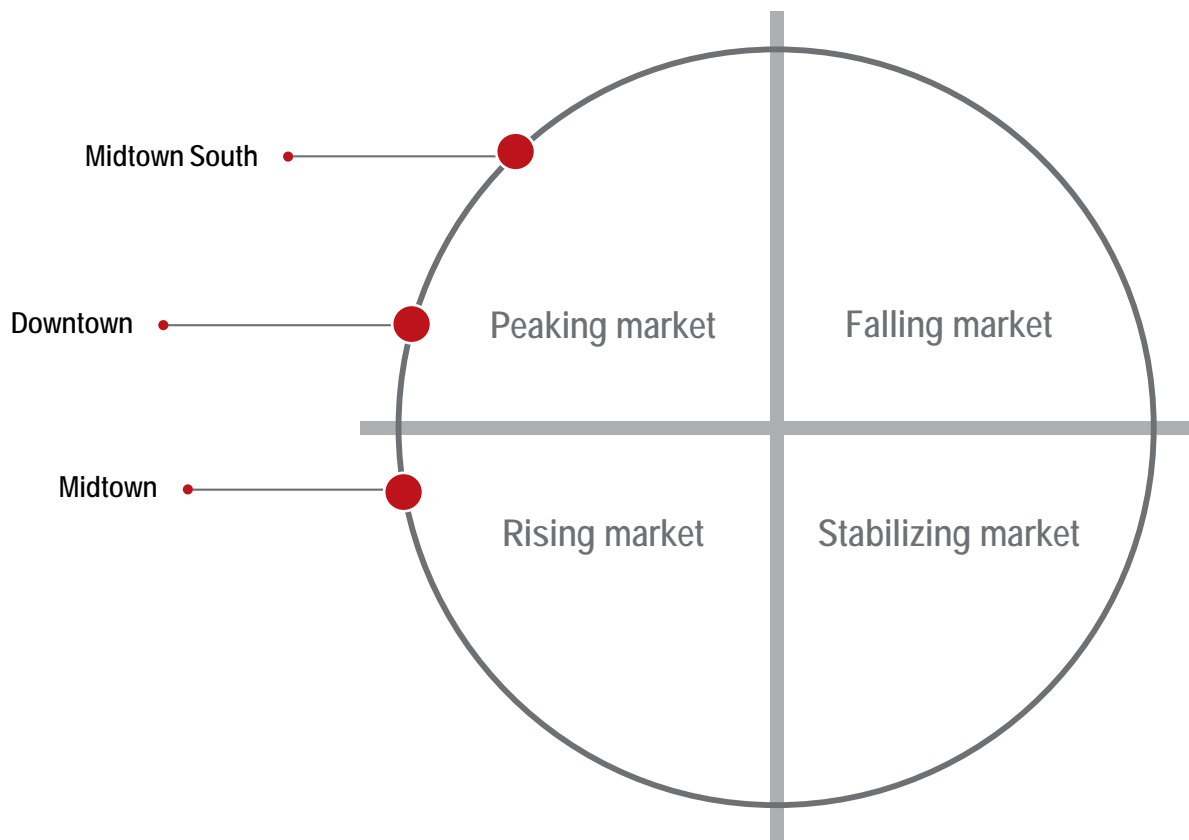 Midtown South
Downtown
Peaking market
Falling market
Midtown
Rising market
Stabilizing market